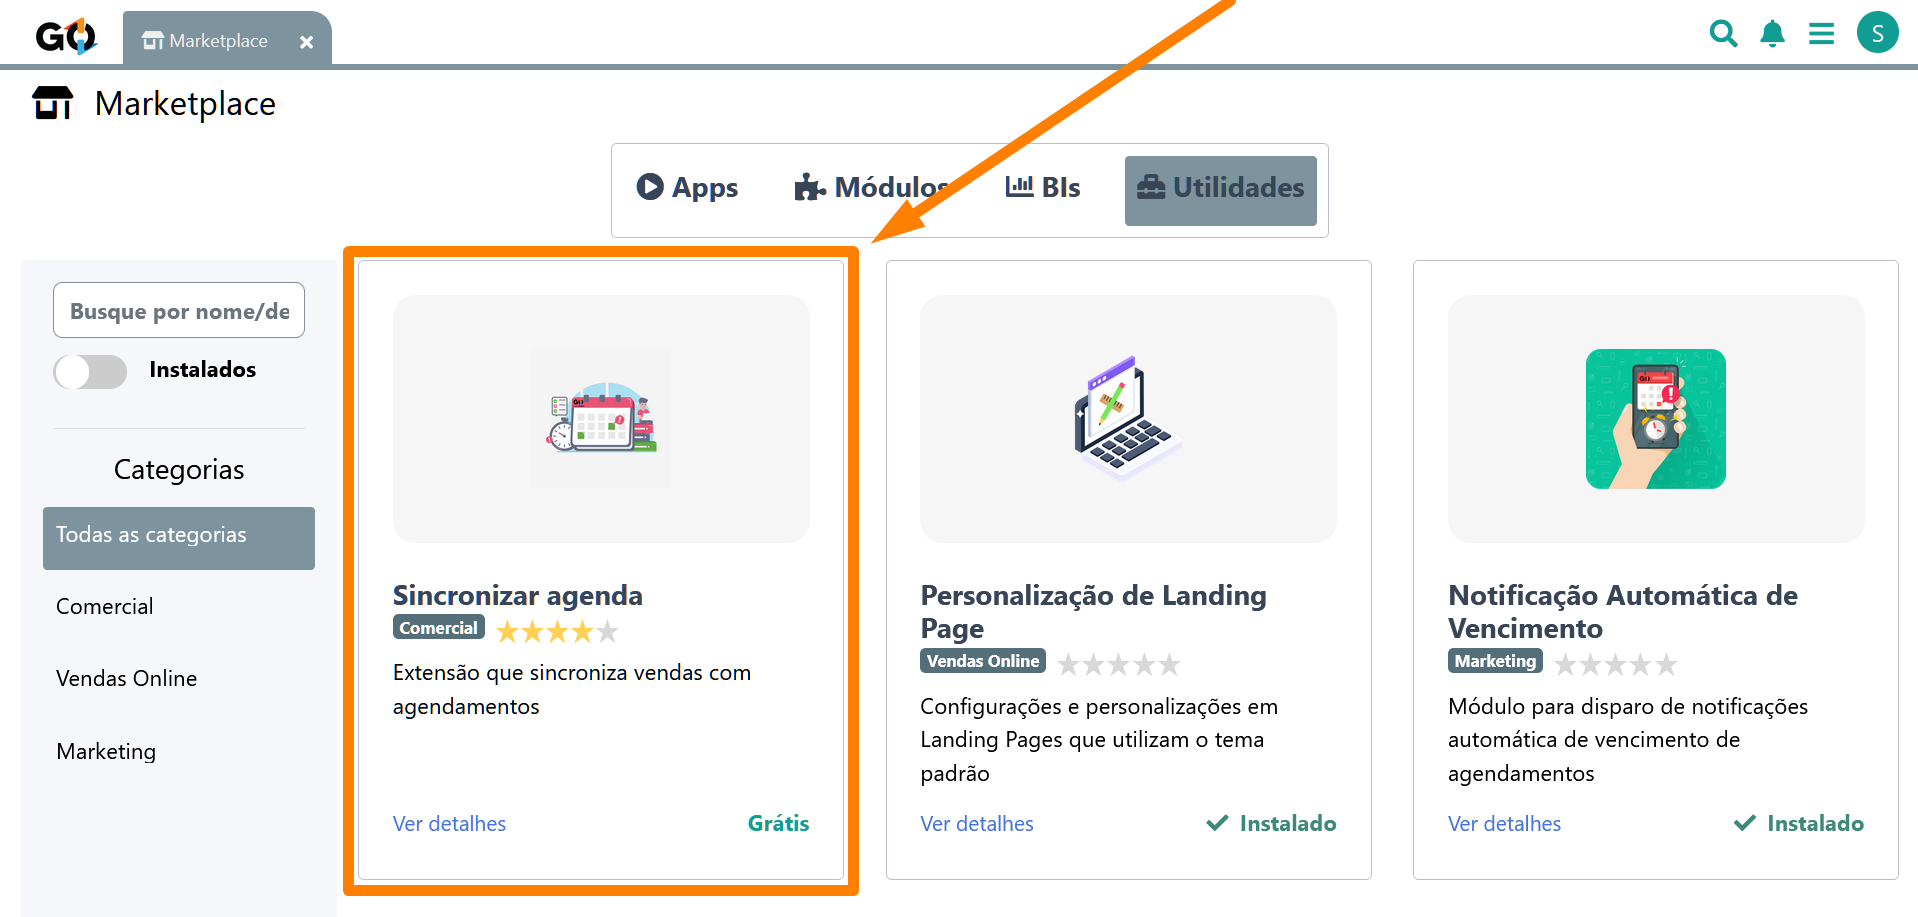 GO
Marketplace
S
Marketplace
Apps
Módulos
BIs
Utilidades
Busque por nome/de
Instalados
Categorias
Todas as categorias
Comercial
Vendas Online
Marketing
Sincronizar agenda
Comercial
Extensão que sincroniza vendas com
agendamentos
Ver detalhes
Grátis
Personalização de Landing
Page
Vendas Online
Configurações e personalizações em
Landing Pages que utilizam o tema
padrão
Ver detalhes
Instalado
Notificação Automática de
Vencimento
Marketing
Módulo para disparo de notificações
automática de vencimento de
agendamentos
Ver detalhes
Instalado